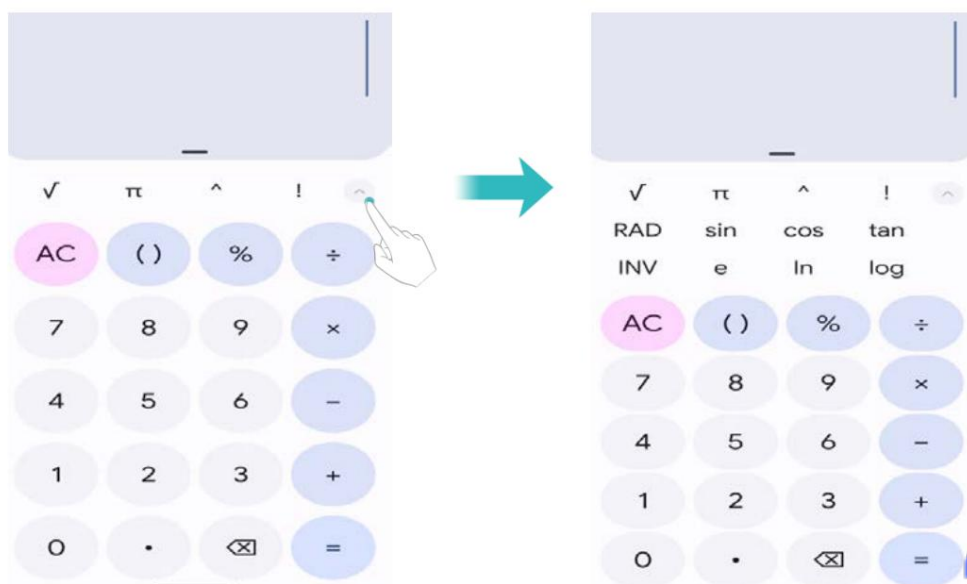 √ π ^ !
AC ( ) % ÷
7 8 9 ×
4 5 6 −
1 2 3 +
0 . =
√ π ^ !
RAD sin cos tan
INV e ln log
AC ( ) % ÷
7 8 9 ×
4 5 6 −
1 2 3 +
0 . =